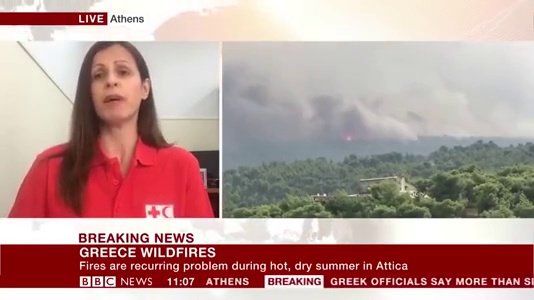 LIVE Athens
BREAKING NEWS
GREECE WILDFIRES
Fires are recurring problem during hot, dry summer in Attica
BBC NEWS 11:07 ATHENS BREAKING GREEK OFFICIALS SAY MORE THAN